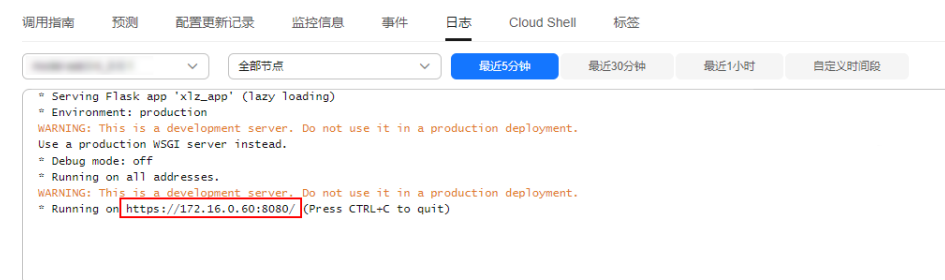 调用指南 预测 配置更新记录 监控信息 事件 日志 Cloud Shell 标签
全部节点 最近5分钟 最近30分钟 最近1小时 自定义时间段
* Serving Flask app 'xlz_app' (lazy loading)
* Environment: production
WARNING: This is a development server. Do not use it in a production deployment.
Use a production WSGI server instead.
* Debug mode: off
* Running on all addresses.
WARNING: This is a development server. Do not use it in a production deployment.
* Running on https://172.16.0.60:8080/ (Press CTRL+C to quit)